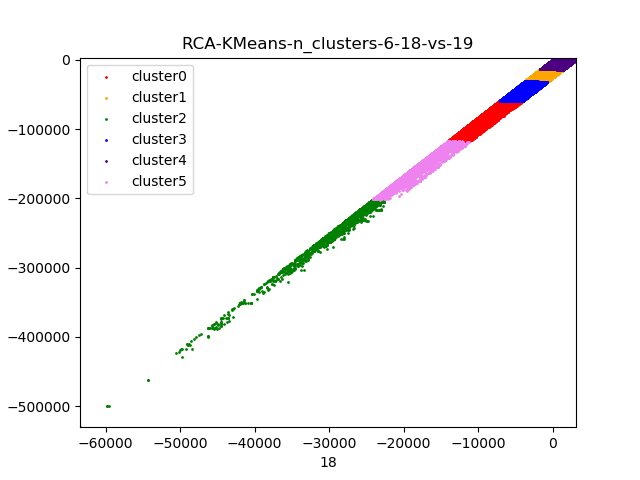 RCA-KMeans-n_clusters-6-18-vs-19
0
−100000
−200000
−300000
−400000
−500000
cluster0
cluster1
cluster2
cluster3
cluster4
cluster5
−60000 −50000 −40000 −30000 −20000 −10000 0
18